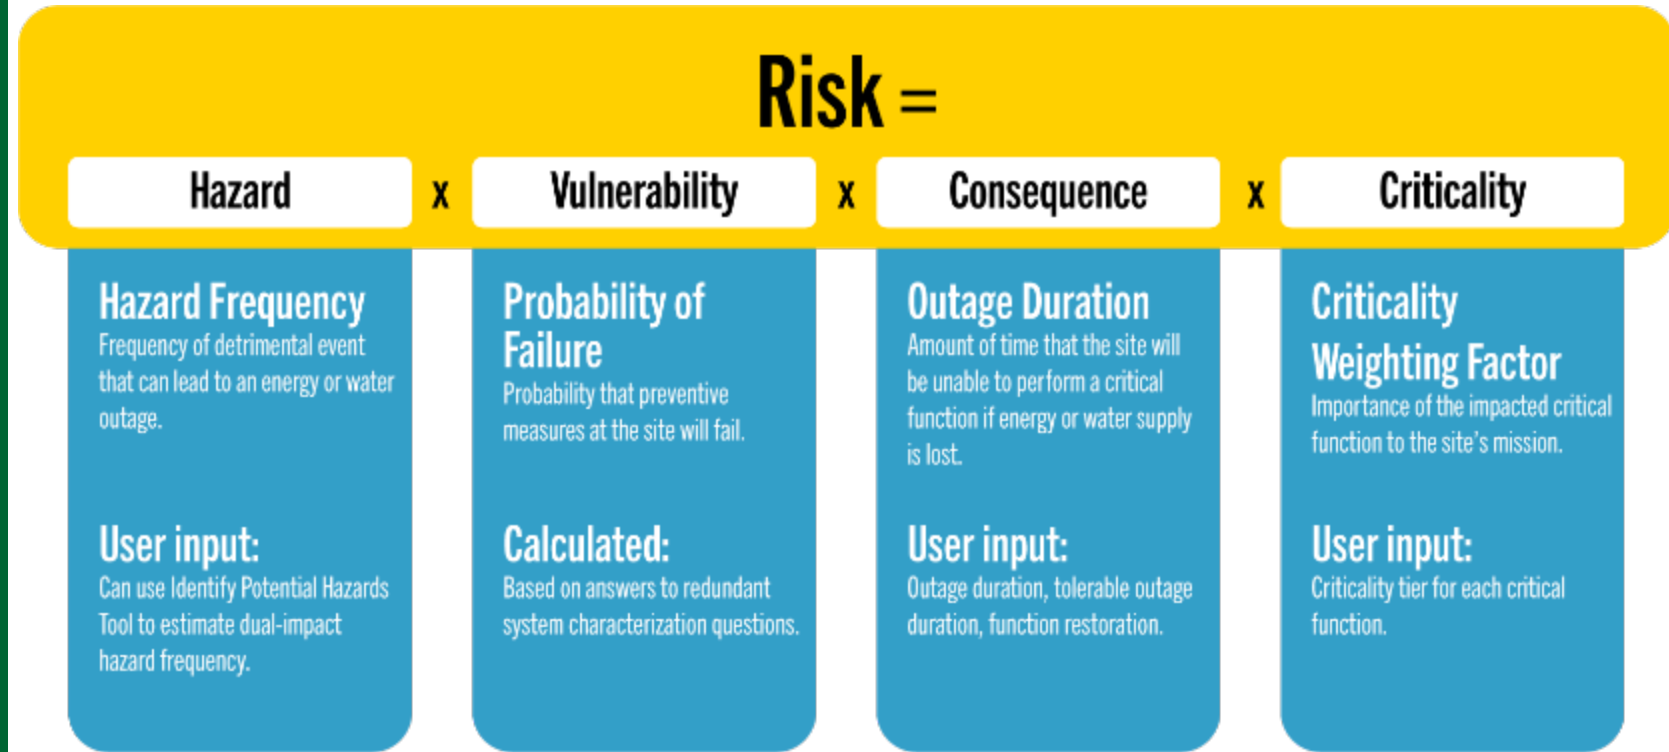 Risk =
Hazard x Vulnerability x Consequence x Criticality
Hazard Frequency
Frequency of detrimental event
that can lead to an energy or water
outage.
User input:
Can use Identify Potential Hazards
Tool to estimate dual-impact
hazard frequency.
Probability of
Failure
Probability that preventive
measures at the site will fail.
Calculated:
Based on answers to redundant
system characterization questions.
Outage Duration
Amount of time that the site will
be unable to perform a critical
function if energy or water supply
is lost.
User input:
Outage duration, tolerable outage
duration, function restoration.
Criticality
Weighting Factor
Importance of the impacted critical
function to the site's mission.
User input:
Criticality tier for each critical
function.